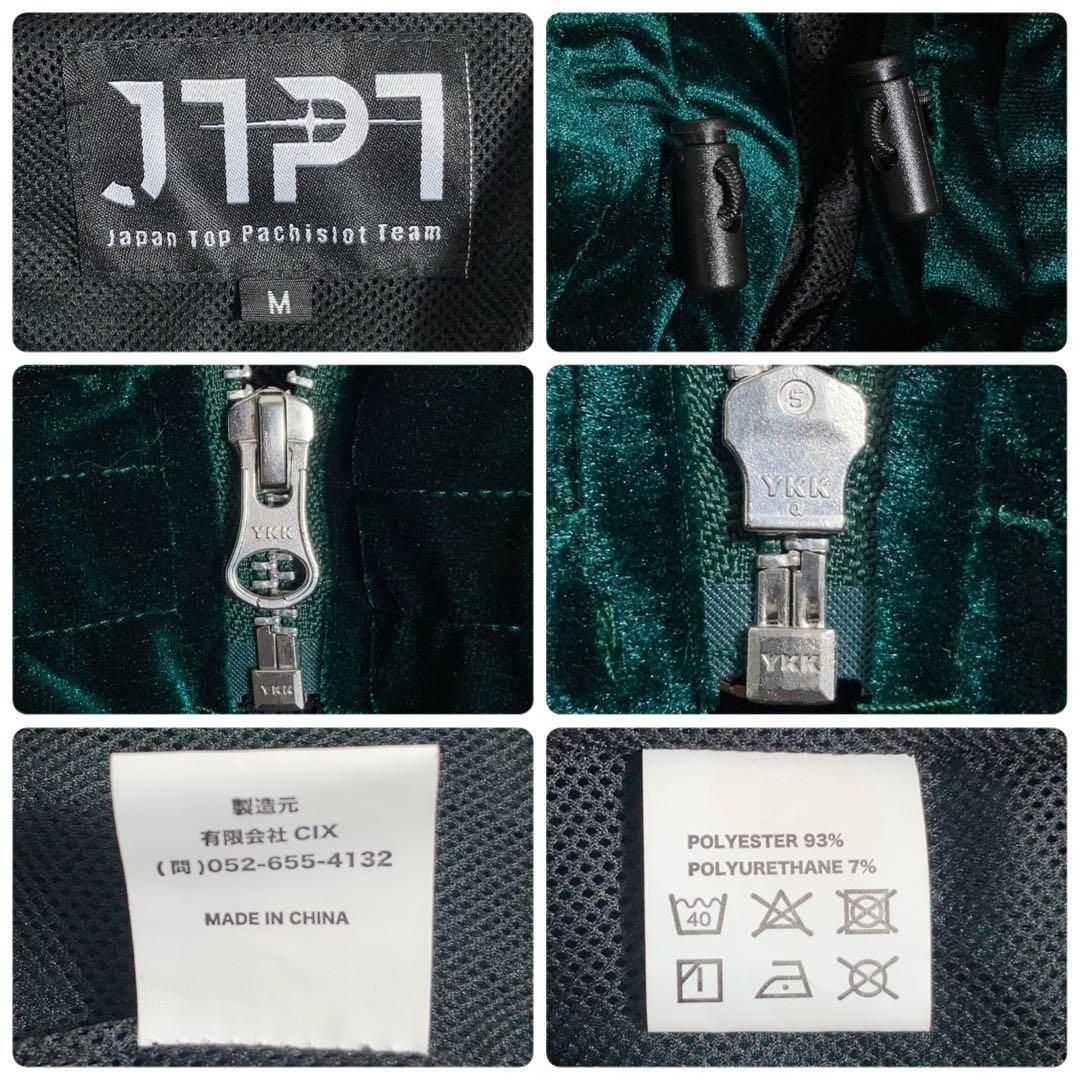 JTPT
Japan Top Pachislot Team
M
YKK
YKK
5
YKK
YKK
製造元
有限会社 CIX
(問)052-655-4132
MADE IN CHINA
POLYESTER 93%
POLYURETHANE 7%
40